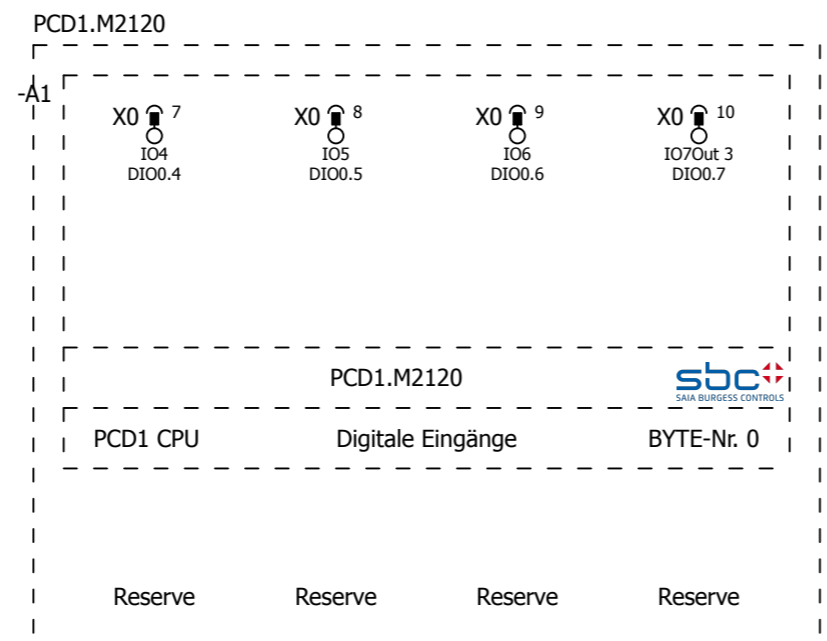 PCD1.M2120
-A1
X0 7 X0 8 X0 9 X0 10
IO4 IO5 IO6 IO7Out 3
DIO0.4 DIO0.5 DIO0.6 DIO0.7
PCD1.M2120 sbc
SAIA BURGESS CONTROLS
PCD1 CPU Digitale Eingänge BYTE-Nr. 0
Reserve Reserve Reserve Reserve